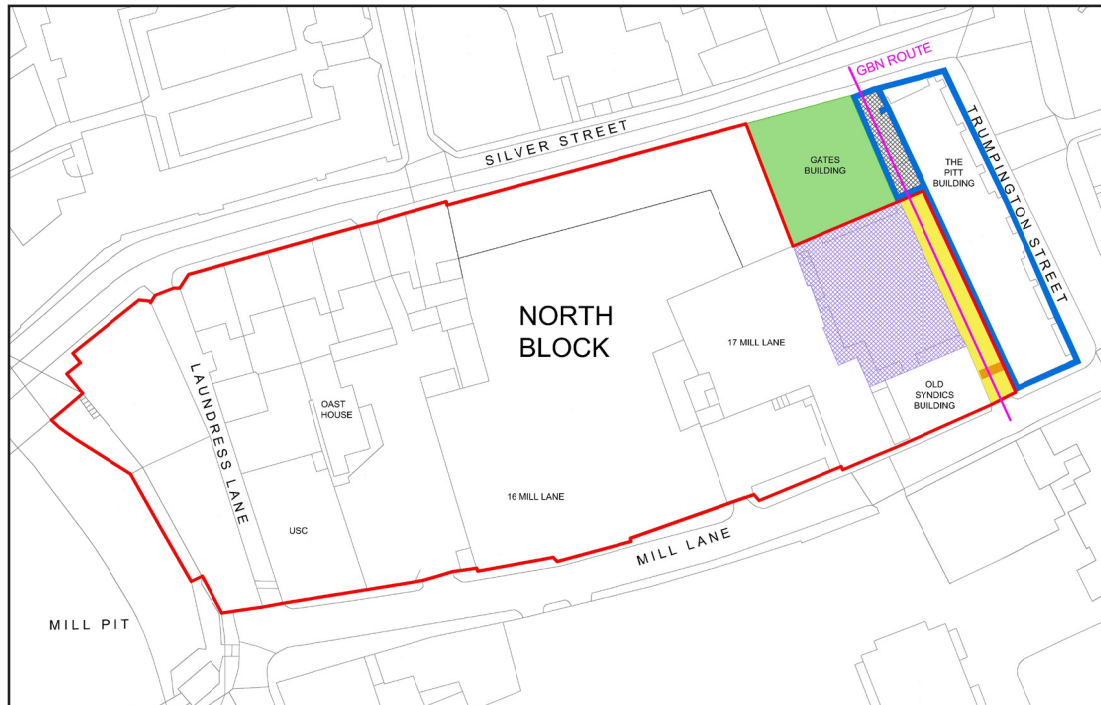 GBN ROUTE
SILVER STREET
TRUMPINGTON STREET
GATES
BUILDING
THE
PITT
BUILDING
NORTH
BLOCK
17 MILL LANE
LAUNDRESS LANE
OAST
HOUSE
OLD
SYNDICS
BUILDING
16 MILL LANE
USC
MILL LANE
MILL PIT